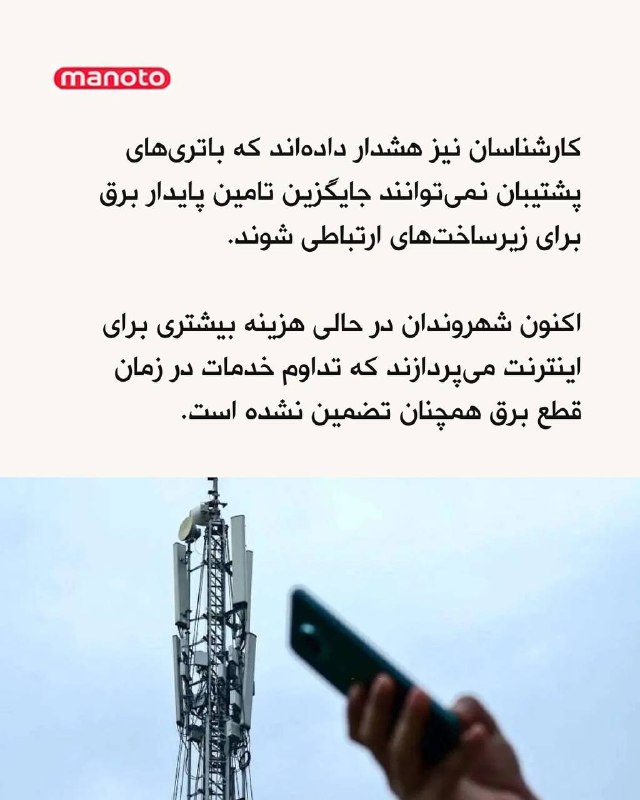 manoto
کارشناسان نیز هشدار داده‌اند که باتری‌های
پشتیبان نمی‌توانند جایگزین تامین پایدار برق
برای زیرساخت‌های ارتباطی شوند.
اکنون شهروندان در حالی هزینه بیشتری برای
اینترنت می‌پردازند که تداوم خدمات در زمان
قطع برق همچنان تضمین نشده است.